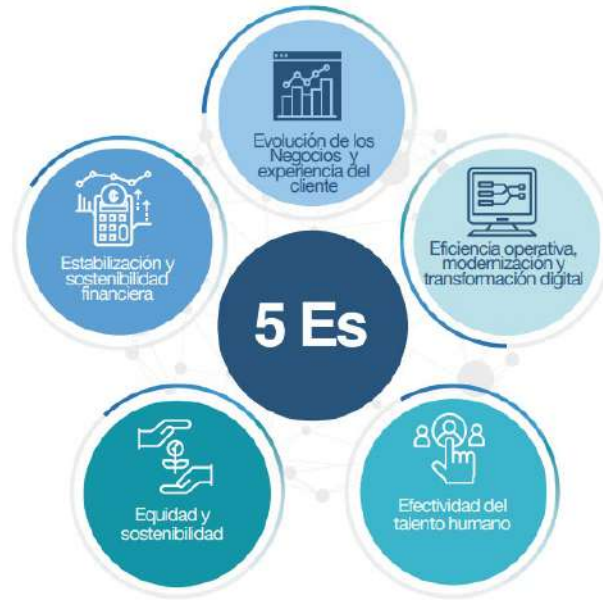 Evolución de los
Negocios y
experiencia del
cliente
Estabilización y
sostenibilidad
financiera
Eficiencia operativa,
modernización y
transformación digital
5 Es
Equidad y
sostenibilidad
Efectividad del
talento humano